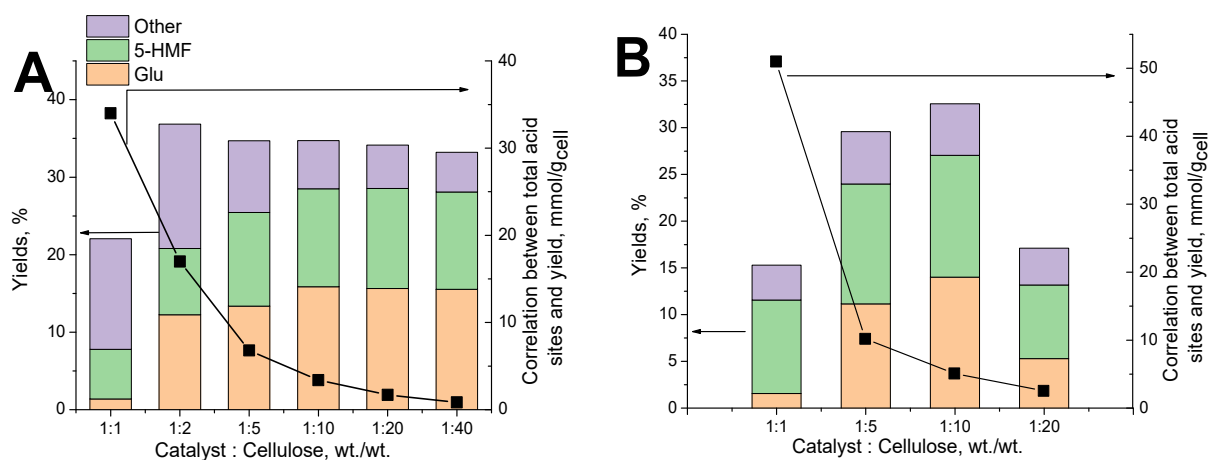 A
Other
5-HMF
Glu
Yields, %
0
10
20
30
40
0
10
20
30
40
Correlation between total acid
sites and yield, mmol/gcell
1:1 1:2 1:5 1:10 1:20 1:40
Catalyst : Cellulose, wt./wt.
B
Yields, %
0
5
10
15
20
25
30
35
40
0
10
20
30
40
50
Correlation between total acid
sites and yield, mmol/gcell
1:1 1:5 1:10 1:20
Catalyst : Cellulose, wt./wt.